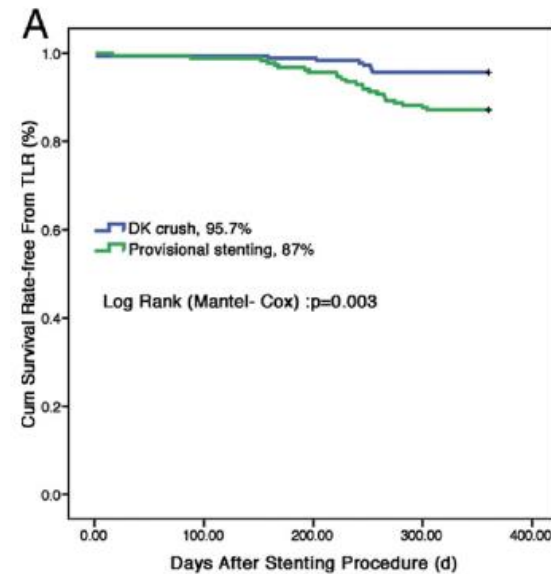 A
Cum Survival Rate-free From TLR (%)
1.0
0.8
0.6
0.4
0.2
0.0
DK crush, 95.7%
Provisional stenting, 87%
Log Rank (Mantel- Cox) :p=0.003
0.00 100.00 200.00 300.00 400.00
Days After Stenting Procedure (d)